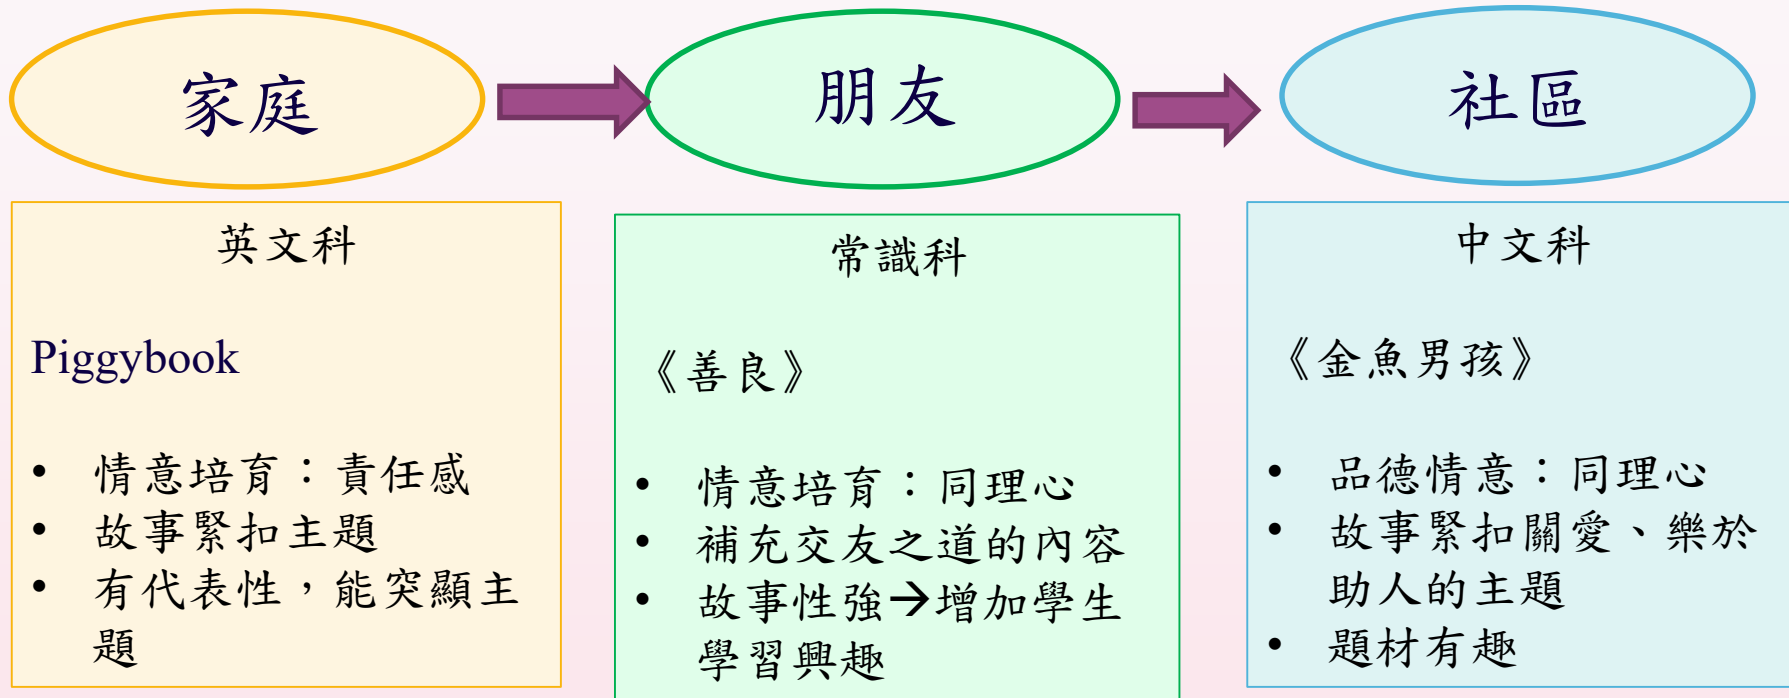 家庭
朋友
社區
英文科
Piggybook
• 情意培育：責任感
• 故事緊扣主題
• 有代表性，能突顯主
題
常識科
《善良》
• 情意培育：同理心
• 補充交友之道的內容
• 故事性強→增加學生
學習興趣
中文科
《金魚男孩》
• 品德情意：同理心
• 故事緊扣關愛、樂於
助人的主題
• 題材有趣